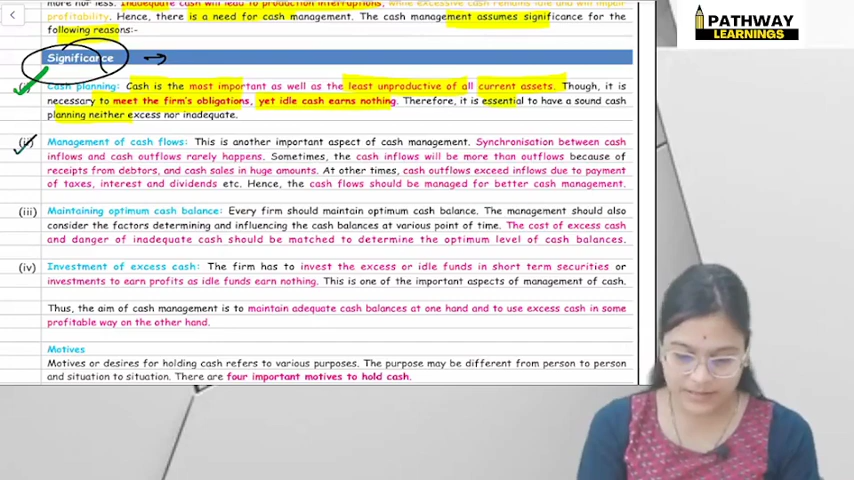 more nor less. Inadequate cash will lead to production interruptions, while excessive cash remains idle and will impair
profitability. Hence, there is a need for cash management. The cash management assumes significance for the
following reasons:-
PATHWAY
LEARNINGS
Significance
(i) Cash planning: Cash is the most important as well as the least unproductive of all current assets. Though, it is
necessary to meet the firm's obligations, yet idle cash earns nothing. Therefore, it is essential to have a sound cash
planning neither excess nor inadequate.
(ii) Management of cash flows: This is another important aspect of cash management. Synchronisation between cash
inflows and cash outflows rarely happens. Sometimes, the cash inflows will be more than outflows because of
receipts from debtors, and cash sales in huge amounts. At other times, cash outflows exceed inflows due to payment
of taxes, interest and dividends etc. Hence, the cash flows should be managed for better cash management.
(iii) Maintaining optimum cash balance: Every firm should maintain optimum cash balance. The management should also
consider the factors determining and influencing the cash balances at various point of time. The cost of excess cash
and danger of inadequate cash should be matched to determine the optimum level of cash balances.
(iv) Investment of excess cash: The firm has to invest the excess or idle funds in short term securities or
investments to earn profits as idle funds earn nothing. This is one of the important aspects of management of cash.
Thus, the aim of cash management is to maintain adequate cash balances at one hand and to use excess cash in some
profitable way on the other hand.
Motives
Motives or desires for holding cash refers to various purposes. The purpose may be different from person to person
and situation to situation. There are four important motives to hold cash.